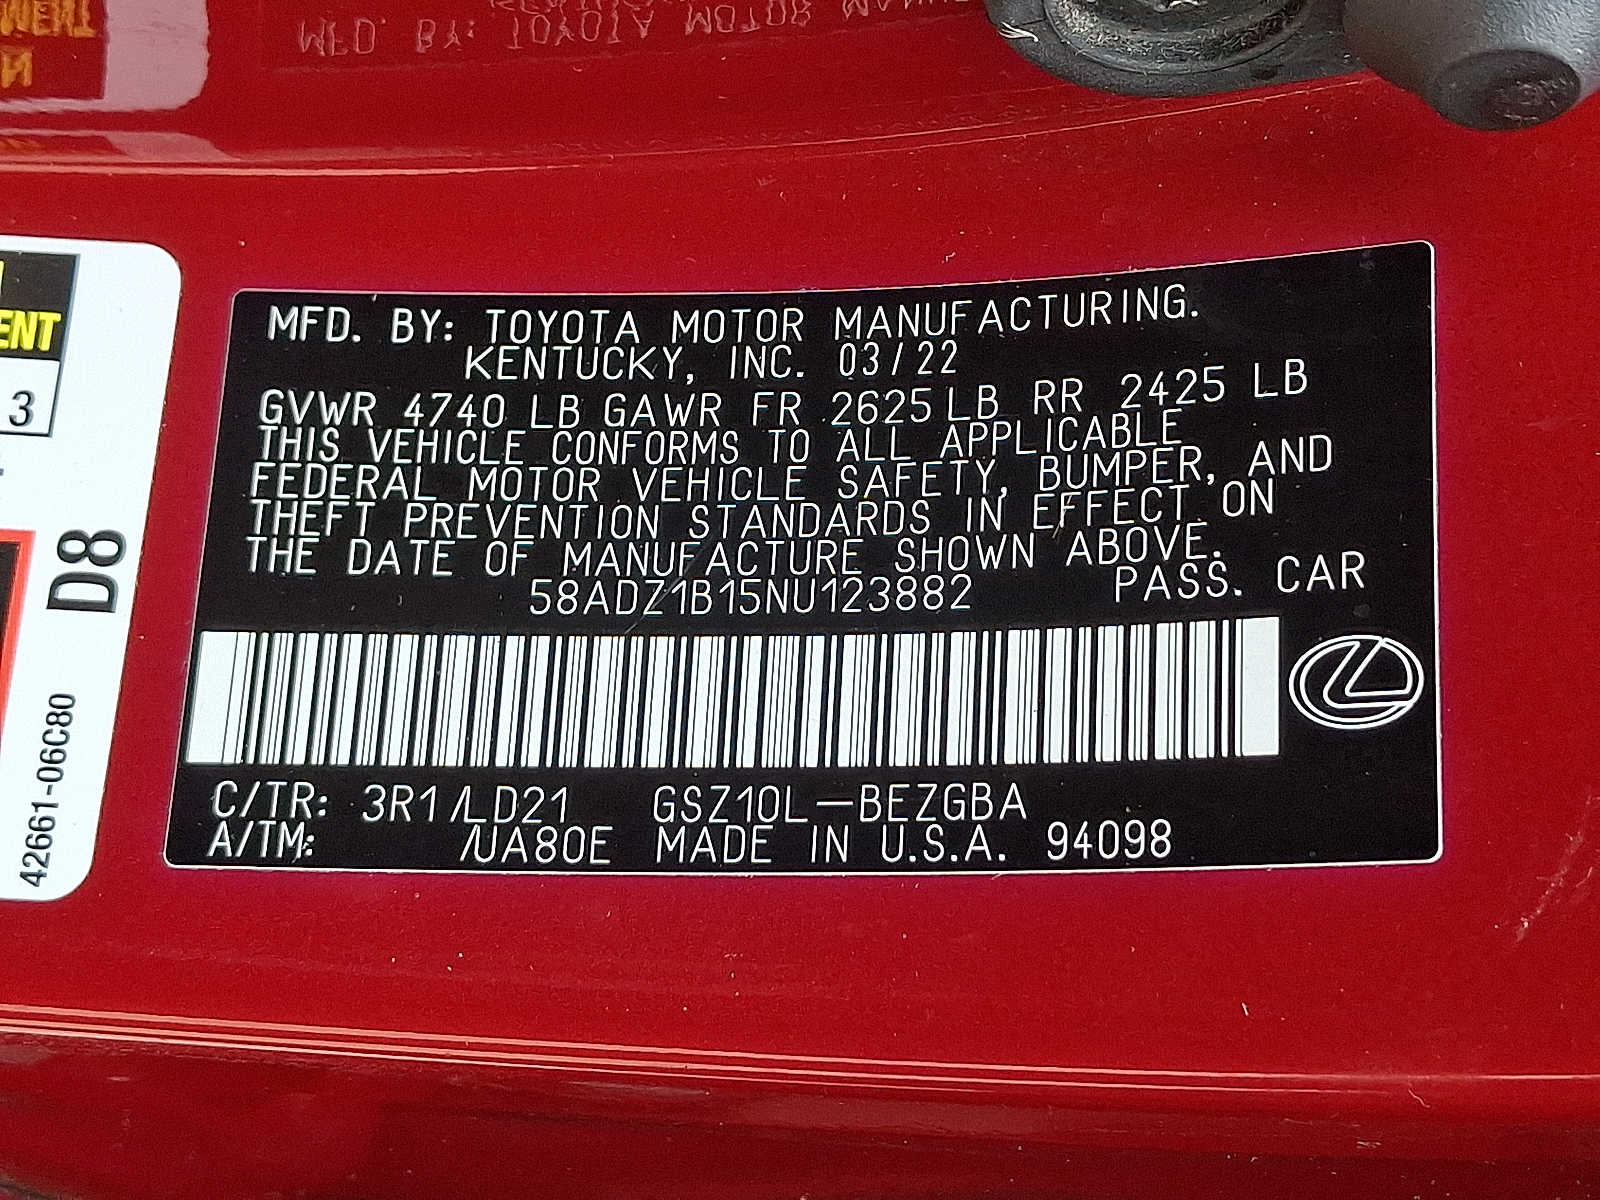 MFD. BY: TOYOTA MOTOR
ENT
3
D8
42661-06C80
MFD. BY: TOYOTA MOTOR MANUFACTURING.
KENTUCKY, INC. 03/22
GVWR 4740 LB GAWR FR 2625 LB RR 2425 LB
THIS VEHICLE CONFORMS TO ALL APPLICABLE
FEDERAL MOTOR VEHICLE SAFETY, BUMPER, AND
THEFT PREVENTION STANDARDS IN EFFECT ON
THE DATE OF MANUFACTURE SHOWN ABOVE.
58ADZ1B15NU123882 PASS. CAR
C/TR: 3R1/LD21 GSZ10L-BEZGBA
A/TM: /UA80E MADE IN U.S.A. 94098